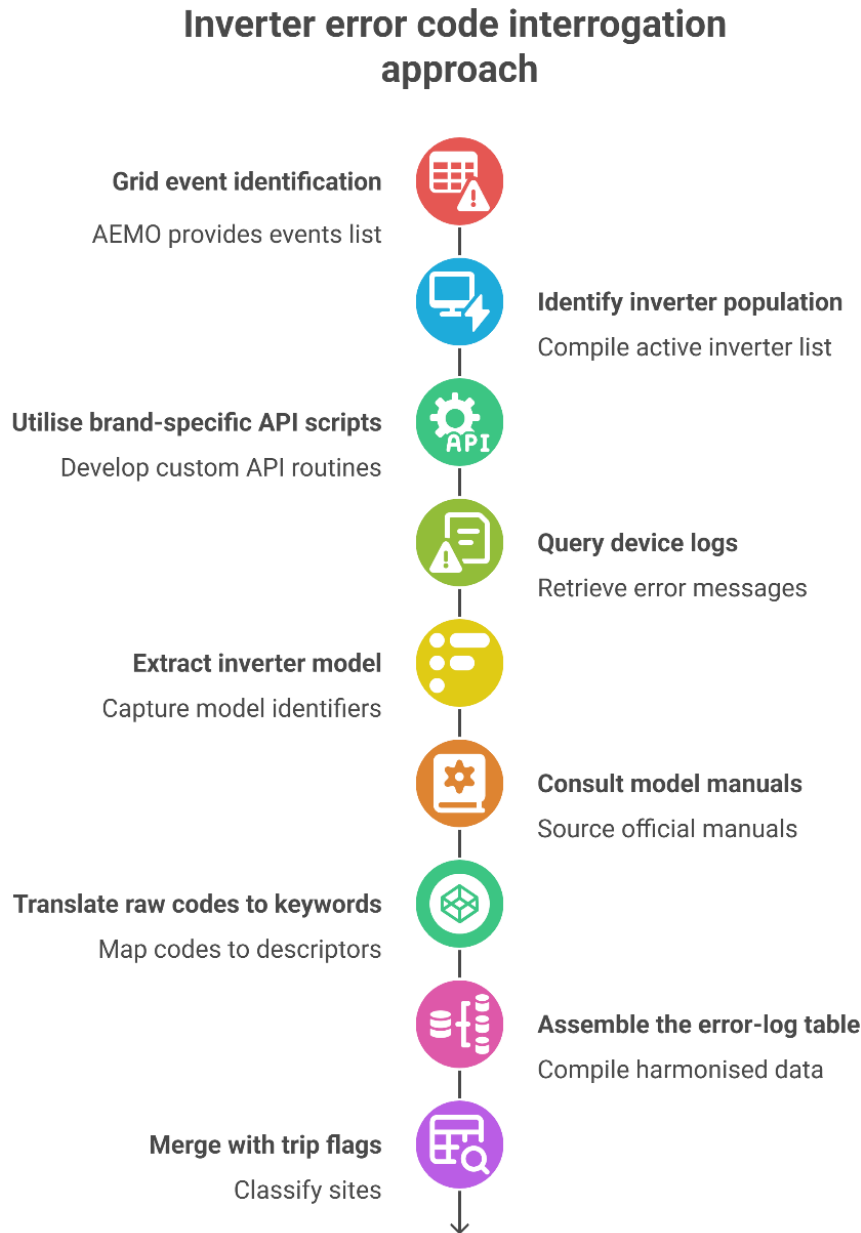 Inverter error code interrogation
approach
Grid event identification
AEMO provides events list
Identify inverter population
Compile active inverter list
Utilise brand-specific API scripts
Develop custom API routines
API
Query device logs
Retrieve error messages
Extract inverter model
Capture model identifiers
Consult model manuals
Source official manuals
Translate raw codes to keywords
Map codes to descriptors
Assemble the error-log table
Compile harmonised data
Merge with trip flags
Classify sites